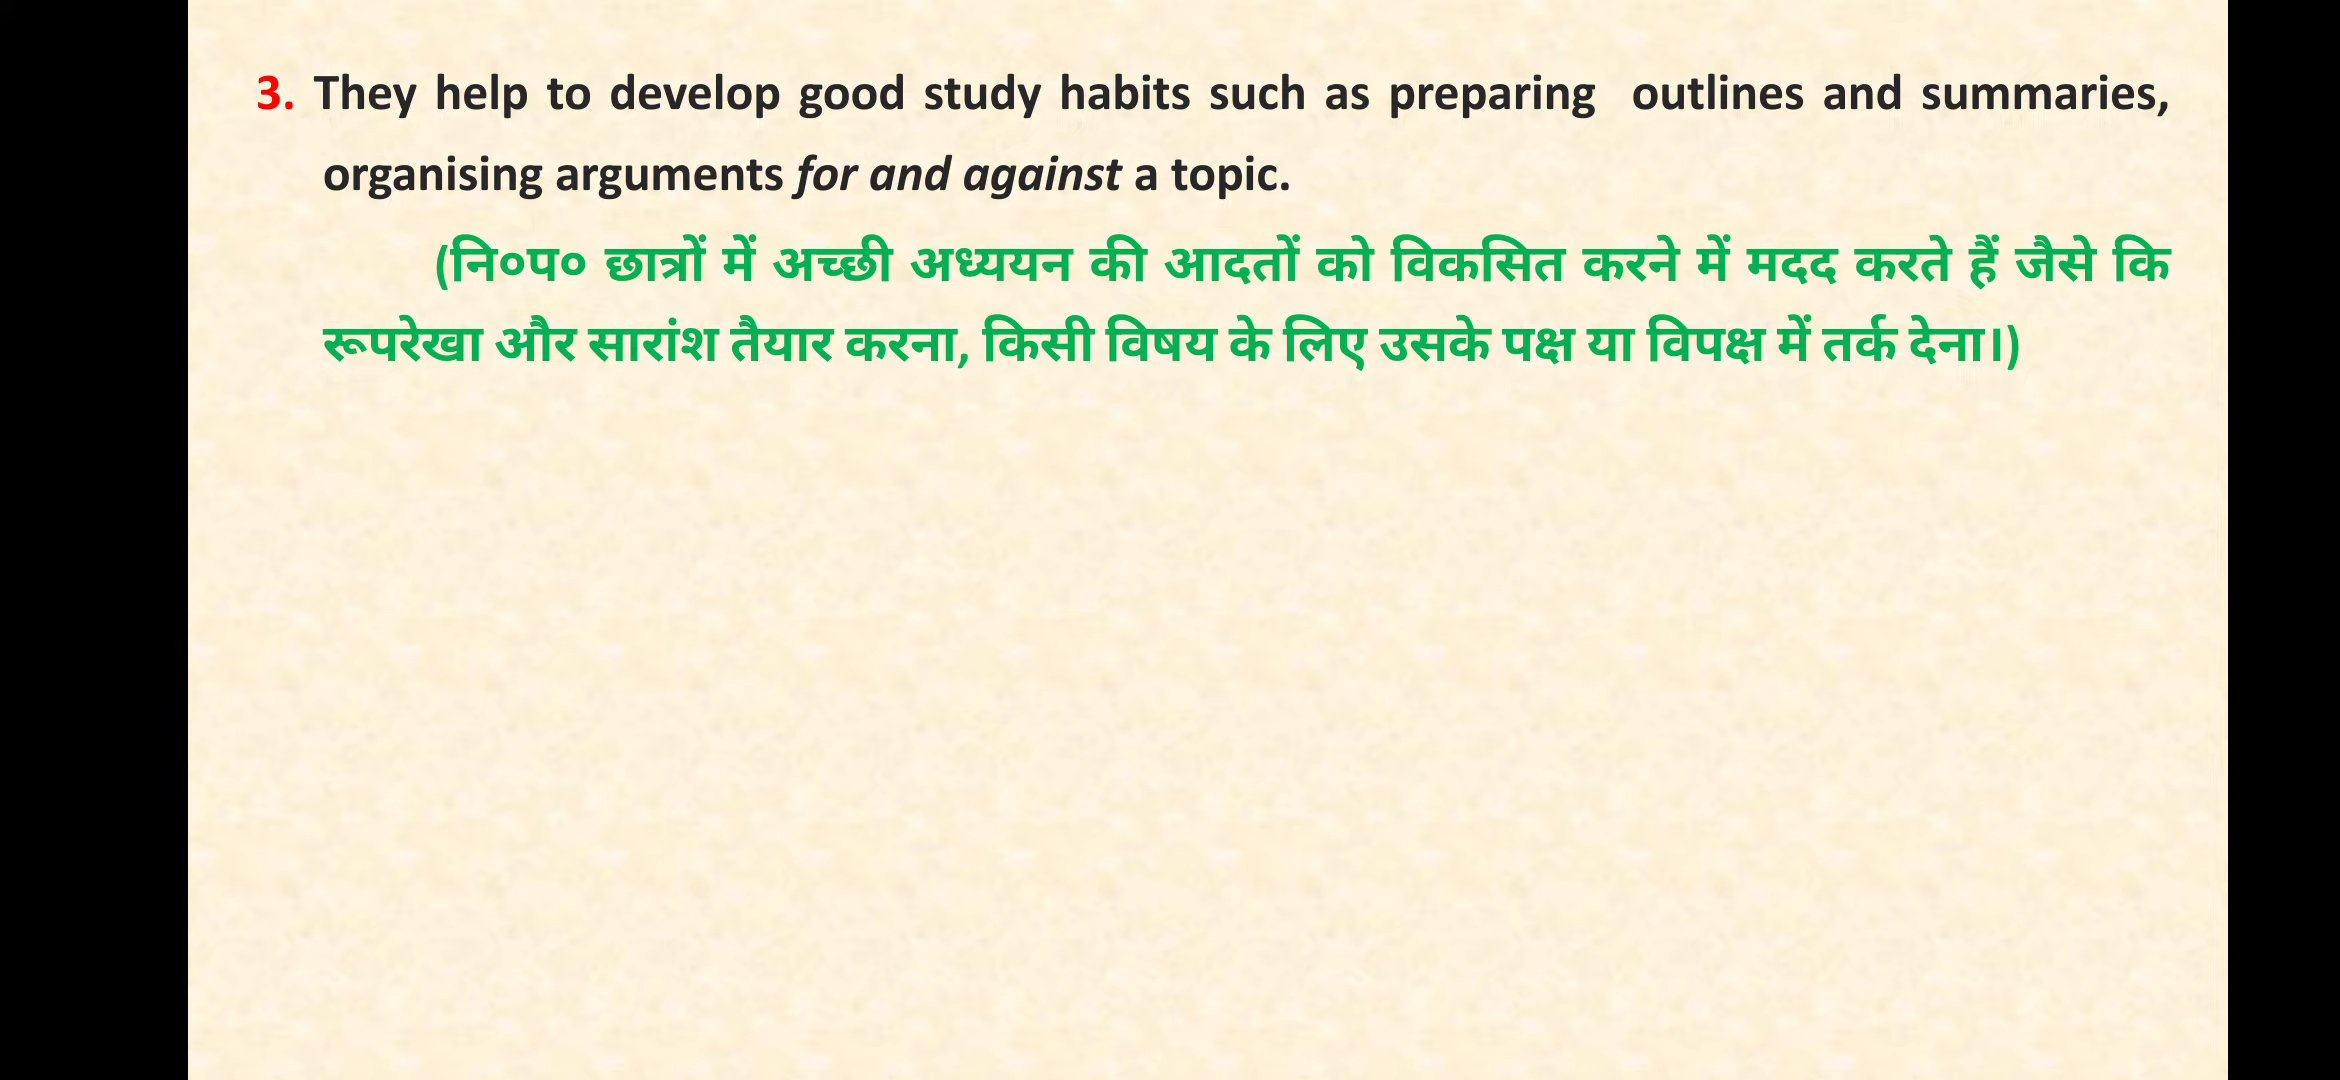 3. They help to develop good study habits such as preparing outlines and summaries,
organising arguments for and against a topic.
(नि०प० छात्रों में अच्छी अध्ययन की आदतों को विकसित करने में मदद करते हैं जैसे कि
रूपरेखा और सारांश तैयार करना, किसी विषय के लिए उसके पक्ष या विपक्ष में तर्क देना।)